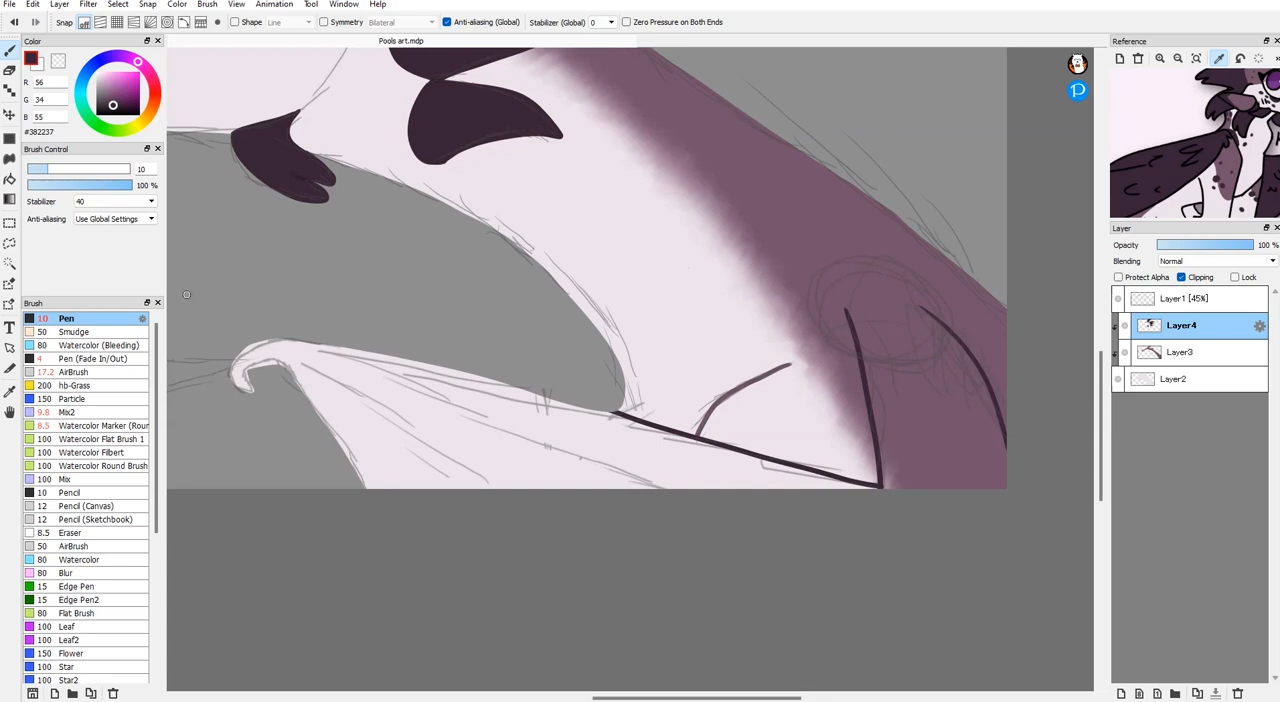 File Edit Layer Filter Select Snap Color Brush View Animation Tool Window Help
Snap off Shape Line Symmetry Bilateral Anti-aliasing (Global) Stabilizer (Global) 0 Zero Pressure on Both Ends
Color
Pools art.mdp
Reference
R 56
G 34
B 55
#382237
Brush Control
10
100 %
Stabilizer 40
Anti-aliasing Use Global Settings
Brush
10 Pen
50 Smudge
80 Watercolor (Bleeding)
4 Pen (Fade In/Out)
17.2 AirBrush
200 hb-Grass
150 Particle
9.8 Mix2
8.5 Watercolor Marker (Roun
100 Watercolor Flat Brush 1
100 Watercolor Filbert
100 Watercolor Round Brush
100 Mix
10 Pencil
12 Pencil (Canvas)
12 Pencil (Sketchbook)
8.5 Eraser
50 AirBrush
80 Watercolor
80 Blur
15 Edge Pen
15 Edge Pen2
80 Flat Brush
100 Leaf
100 Leaf2
150 Flower
100 Star
100 Star2
Layer
Opacity 100 %
Blending Normal
Protect Alpha Clipping Lock
Layer1 [45%]
Layer4
Layer3
Layer2